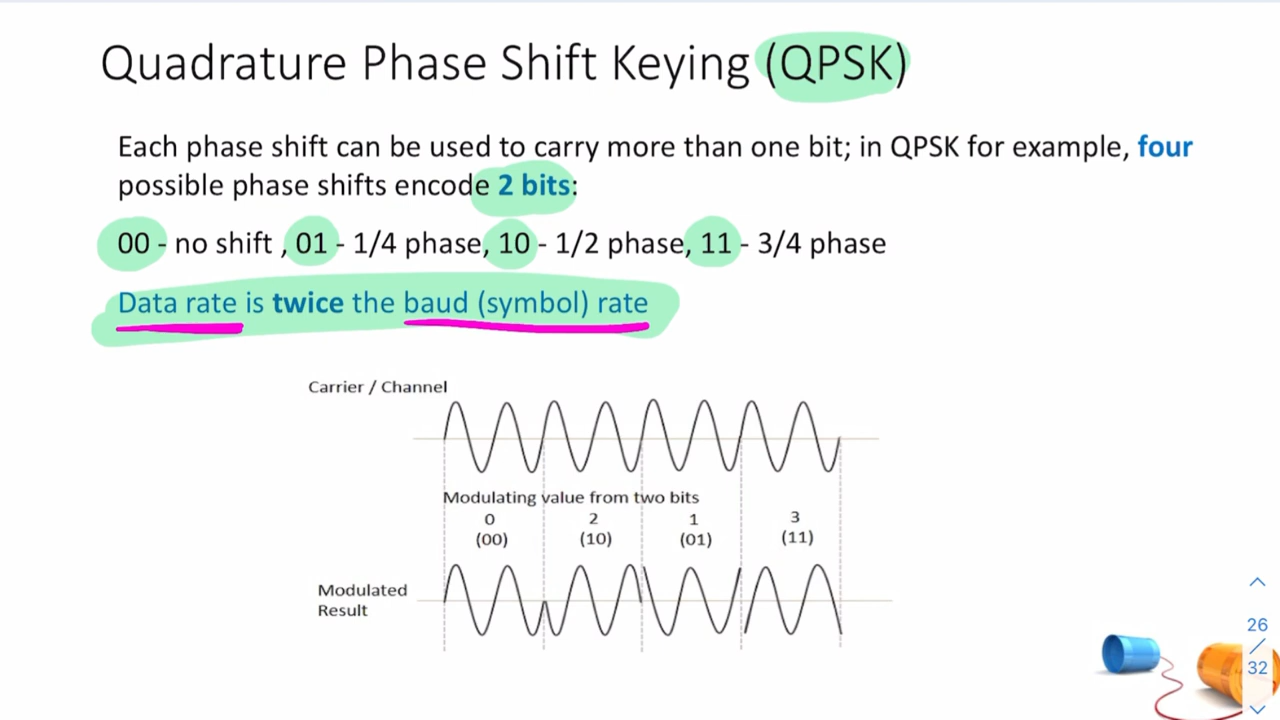 Quadrature Phase Shift Keying (QPSK)
Each phase shift can be used to carry more than one bit; in QPSK for example, four
possible phase shifts encode 2 bits:
00 - no shift , 01 - 1/4 phase, 10 - 1/2 phase, 11 - 3/4 phase
Data rate is twice the baud (symbol) rate
Carrier / Channel
Modulating value from two bits
0 2 1 3
(00) (10) (01) (11)
Modulated
Result
26
/
32